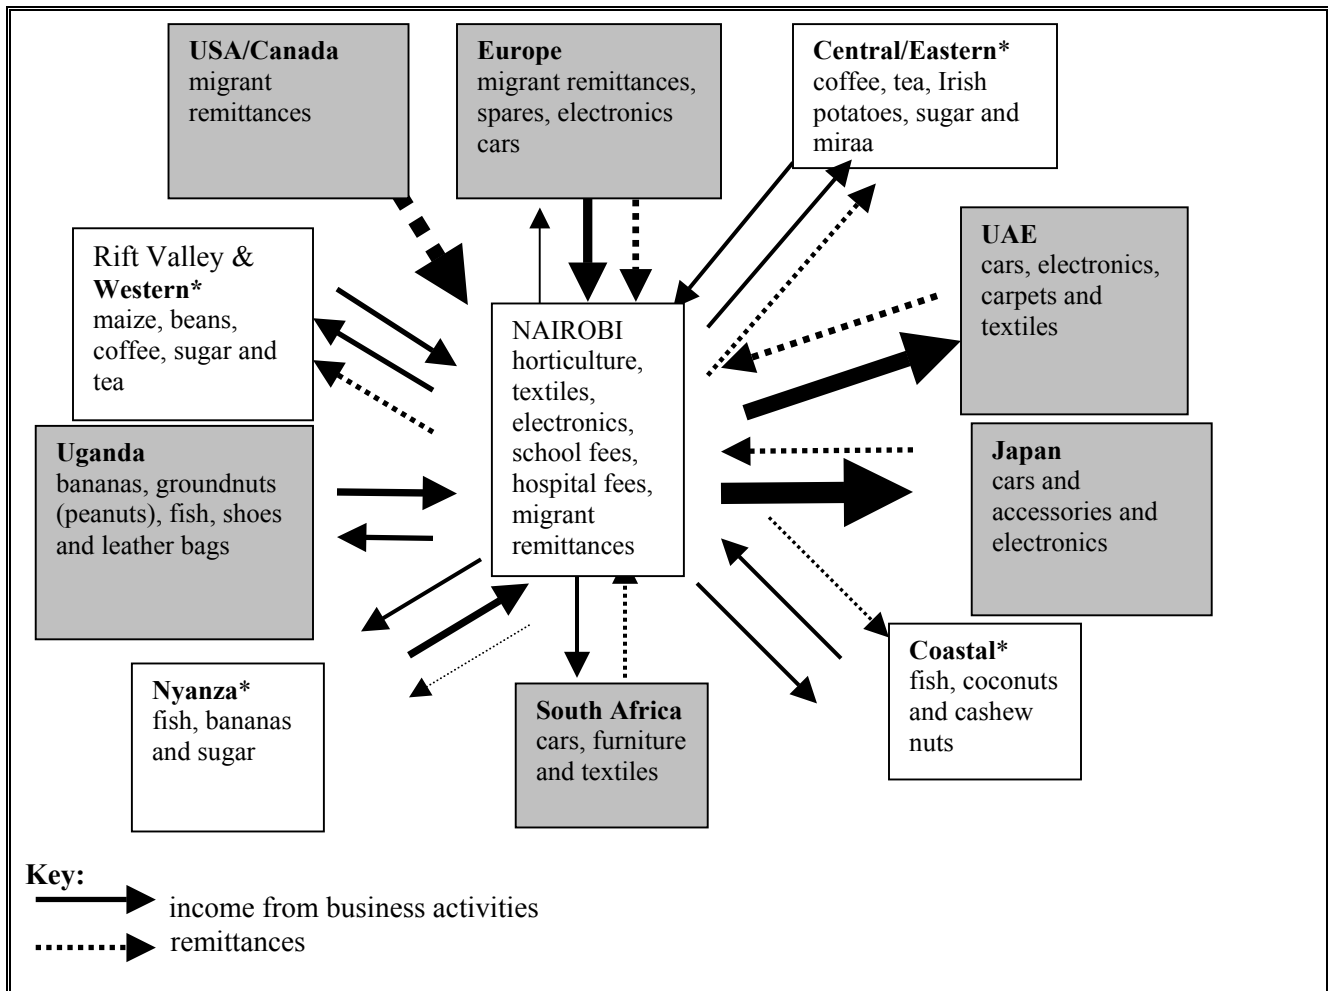 USA/Canada
migrant
remittances
Europe
migrant remittances,
spares, electronics
cars
Central/Eastern*
coffee, tea, Irish
potatoes, sugar and
miraa
Rift Valley &
Western*
maize, beans,
coffee, sugar and
tea
UAE
cars, electronics,
carpets and
textiles
NAIROBI
horticulture,
textiles,
electronics,
school fees,
hospital fees,
migrant
remittances
Uganda
bananas, groundnuts
(peanuts), fish, shoes
and leather bags
Japan
cars and
accessories and
electronics
Nyanza*
fish, bananas
and sugar
South Africa
cars, furniture
and textiles
Coastal*
fish, coconuts
and cashew
nuts
Key:
income from business activities
remittances